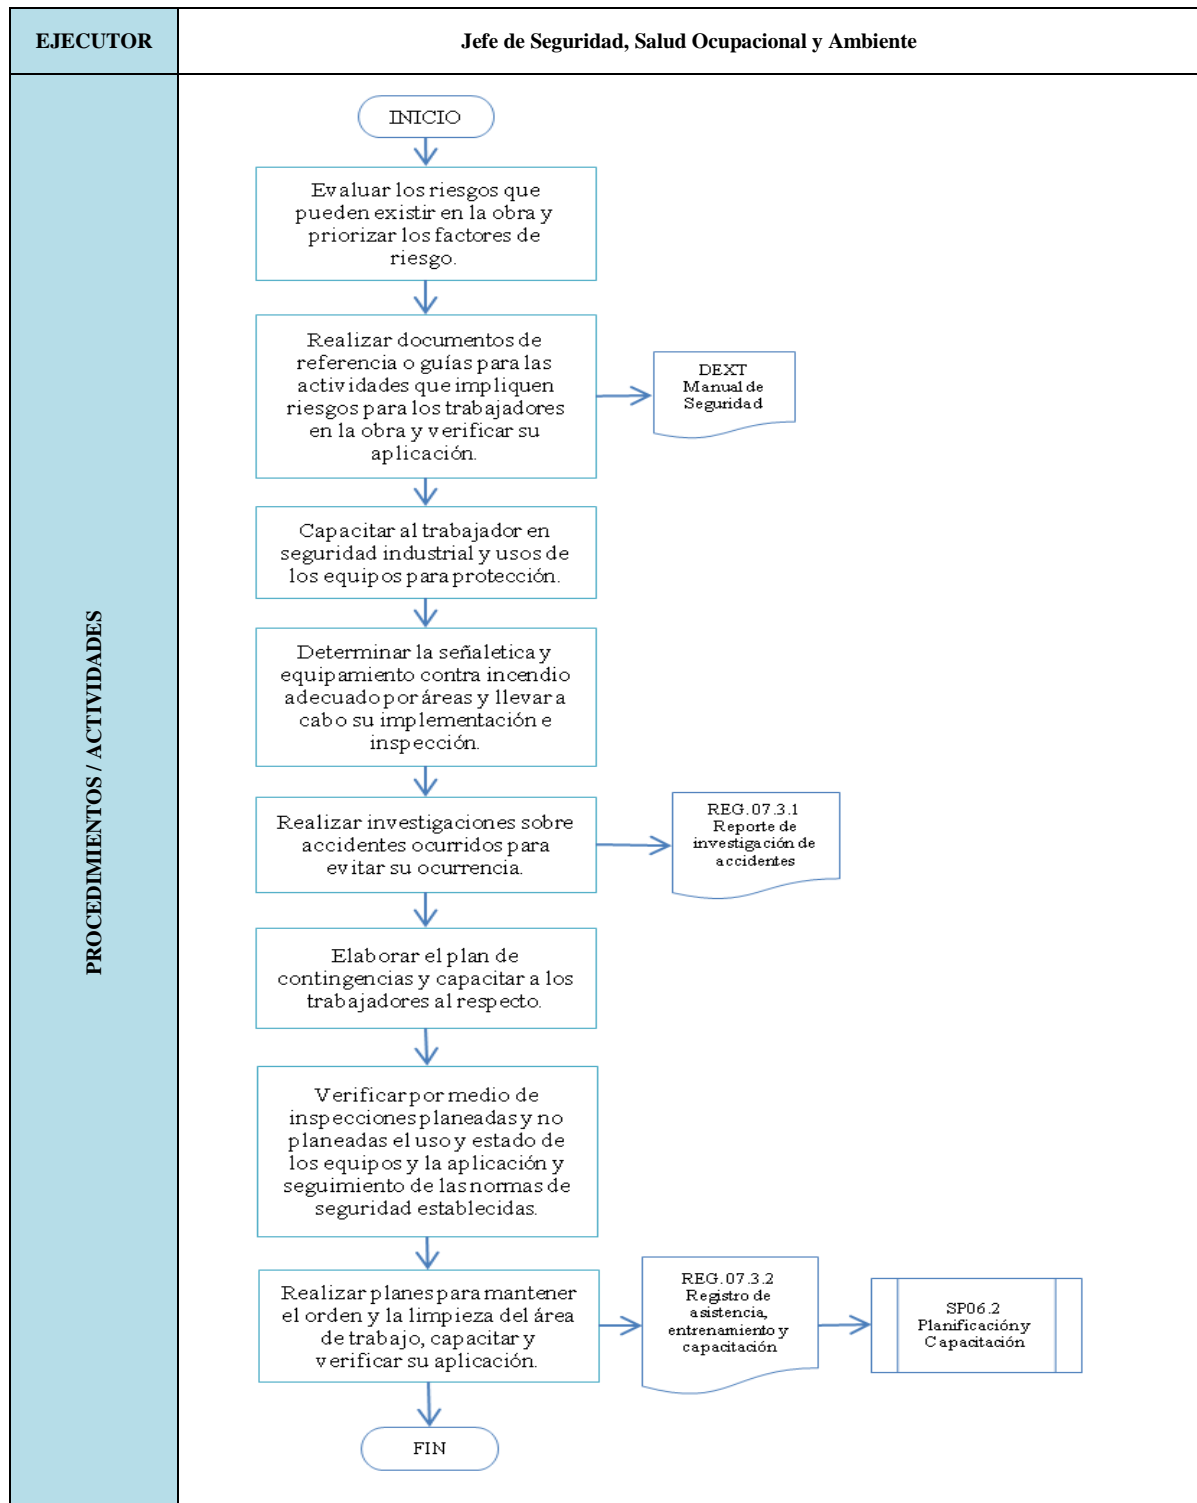 EJECUTOR
Jefe de Seguridad, Salud Ocupacional y Ambiente
PROCEDIMIENTOS / ACTIVIDADES
INICIO
Evaluar los riesgos que
pueden existir en la obra y
priorizar los factores de
riesgo.
Realizar documentos de
referencia o guías para las
actividades que impliquen
riesgos para los trabajadores
en la obra y verificar su
aplicación.
DEXT
Manual de
Seguridad
Capacitar al trabajador en
seguridad industrial y usos de
los equipos para protección.
Determinar la señaletica y
equipamiento contra incendio
adecuado por áreas y llevar a
cabo su implementación e
inspección.
Realizar investigaciones sobre
accidentes ocurridos para
evitar su ocurrencia.
REG.07.3.1
Reporte de
investigación de
accidentes
Elaborar el plan de
contingencias y capacitar a los
trabajadores al respecto.
Verificar por medio de
inspecciones planeadas y no
planeadas el uso y estado de
los equipos y la aplicación y
seguimiento de las normas de
seguridad establecidas.
Realizar planes para mantener
el orden y la limpieza del área
de trabajo, capacitar y
verificar su aplicación.
REG.07.3.2
Registro de
asistencia,
entrenamiento y
capacitación
SP06.2
Planificación y
Capacitación
FIN